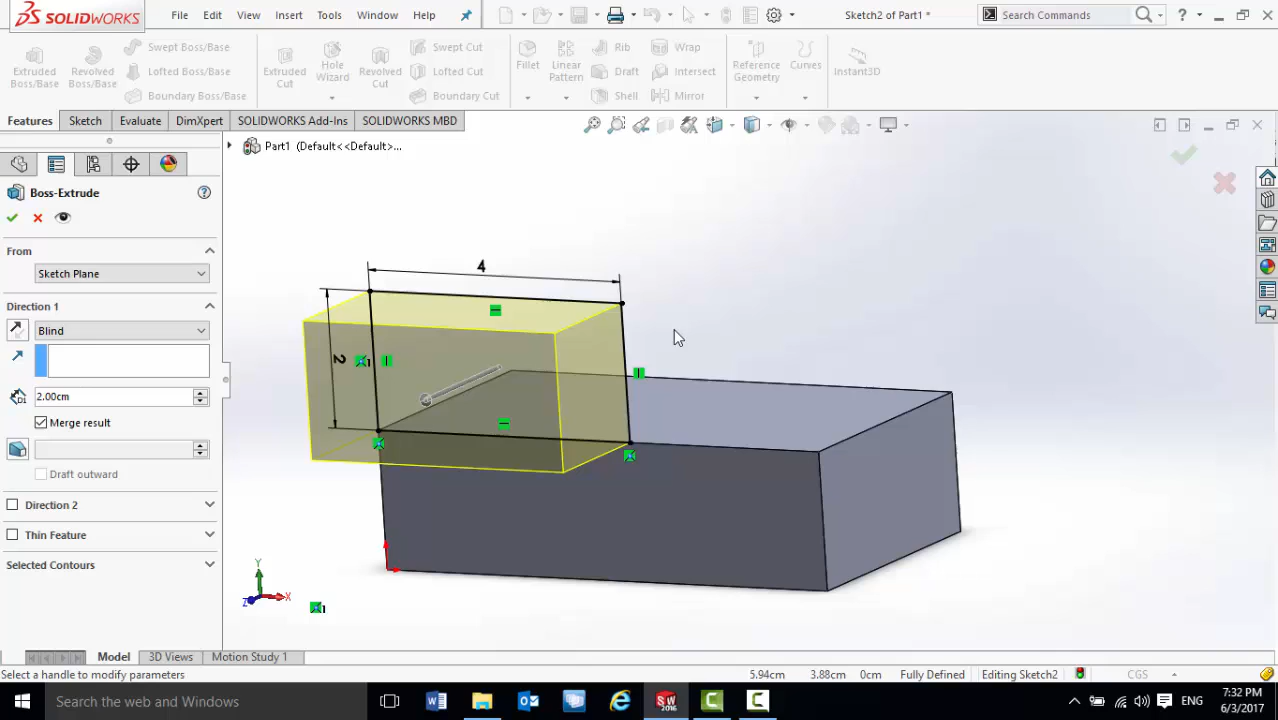 SOLIDWORKS File Edit View Insert Tools Window Help Sketch2 of Part1 * Search Commands ?
Extruded Boss/Base Revolved Boss/Base Swept Boss/Base Lofted Boss/Base Boundary Boss/Base Extruded Cut Hole Wizard Revolved Cut Swept Cut Lofted Cut Boundary Cut Fillet Linear Pattern Rib Draft Shell Wrap Intersect Mirror Reference Geometry Curves Instant3D
Features Sketch Evaluate DimXpert SOLIDWORKS Add-Ins SOLIDWORKS MBD
Part1 (Default<<Default>...
Boss-Extrude ?
From
Sketch Plane
Direction 1
Blind
2.00cm
Merge result
Draft outward
Direction 2
Thin Feature
Selected Contours
4
2
1
Y
Z X
1
Model 3D Views Motion Study 1
Select a handle to modify parameters 5.94cm 3.88cm 0cm Fully Defined Editing Sketch2 CGS
Search the web and Windows SW 2016 ENG 7:32 PM
6/3/2017